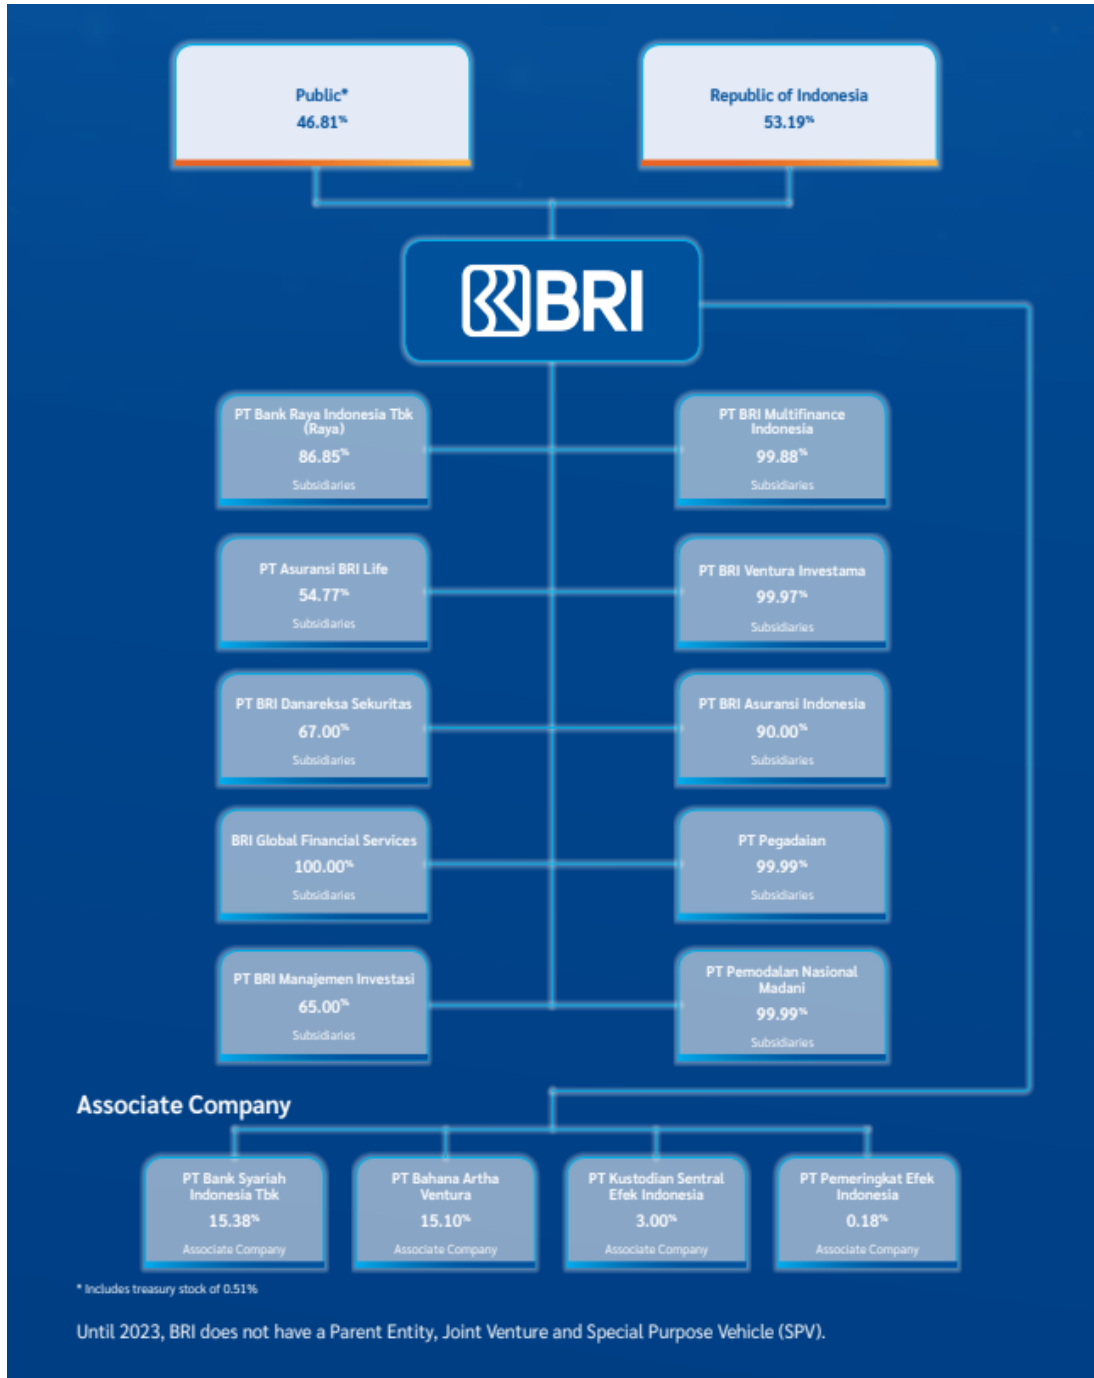 Public*
46.81%
Republic of Indonesia
53.19%
BRI
PT Bank Raya Indonesia Tbk
(Raya)
86.85%
Subsidiaries
PT BRI Multifinance
Indonesia
99.88%
Subsidiaries
PT Asuransi BRI Life
54.77%
Subsidiaries
PT BRI Ventura Investama
99.97%
Subsidiaries
PT BRI Danareksa Sekuritas
67.00%
Subsidiaries
PT BRI Asuransi Indonesia
90.00%
Subsidiaries
BRI Global Financial Services
100.00%
Subsidiaries
PT Pegadaian
99.99%
Subsidiaries
PT BRI Manajemen Investasi
65.00%
Subsidiaries
PT Pemodalan Nasional
Madani
99.99%
Subsidiaries
Associate Company
PT Bank Syariah
Indonesia Tbk
15.38%
Associate Company
PT Bahana Artha
Ventura
15.10%
Associate Company
PT Kustodian Sentral
Efek Indonesia
3.00%
Associate Company
PT Pemeringkat Efek
Indonesia
0.18%
Associate Company
* Includes treasury stock of 0.51%
Until 2023, BRI does not have a Parent Entity, Joint Venture and Special Purpose Vehicle (SPV).